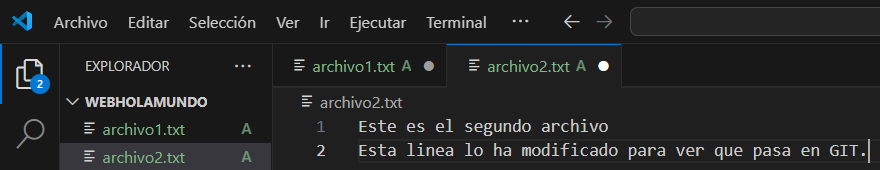 Archivo Editar Selección Ver Ir Ejecutar Terminal ···
EXPLORADOR ···
archivo1.txt A
archivo2.txt A
2
WEBHOLAMUNDO
archivo1.txt A
archivo2.txt A
archivo2.txt
1 Este es el segundo archivo
2 Esta linea lo ha modificado para ver que pasa en GIT.